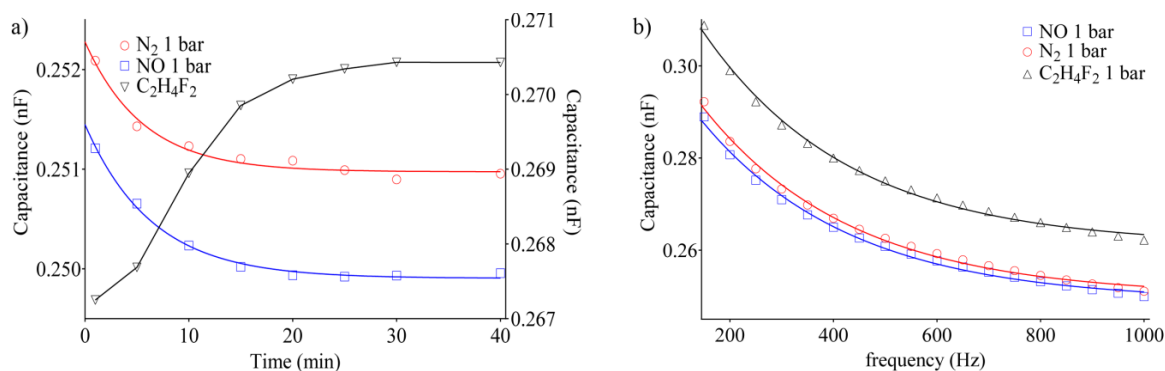 a)
N₂ 1 bar
NO 1 bar
C₂H₄F₂
Capacitance (nF)
0.252
0.251
0.250
0.271
0.270
0.269
0.268
0.267
Capacitance (nF)
0 10 20 30 40
Time (min)
b)
NO 1 bar
N₂ 1 bar
C₂H₄F₂ 1 bar
Capacitance (nF)
0.30
0.28
0.26
200 400 600 800 1000
frequency (Hz)